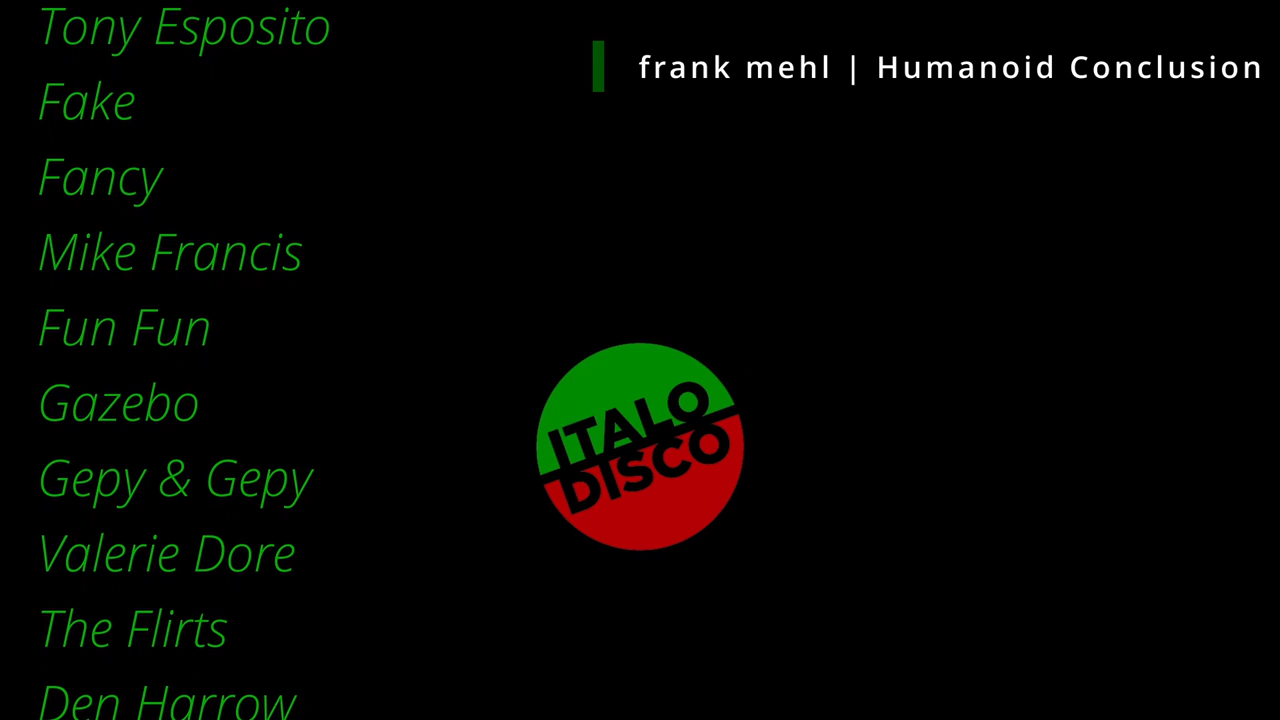 Tony Esposito
Fake
Fancy
Mike Francis
Fun Fun
Gazebo
Gepy & Gepy
Valerie Dore
The Flirts
Den Harrow
frank mehl | Humanoid Conclusion
ITALO
DISCO